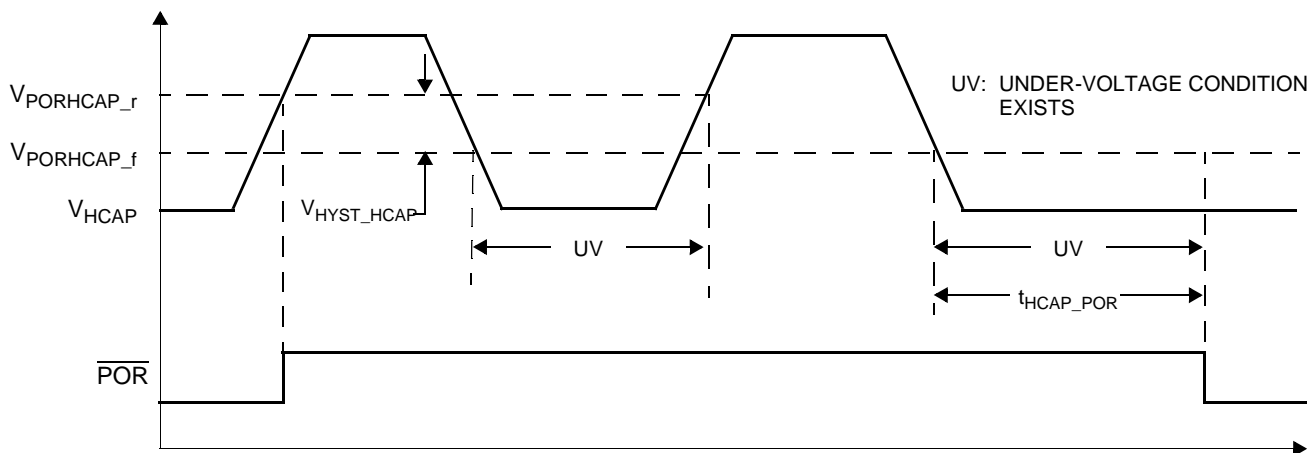 V_PORHCAP_r
UV: UNDER-VOLTAGE CONDITION
EXISTS
V_PORHCAP_f
V_HCAP
V_HYST_HCAP
UV
UV
t_HCAP_POR
POR